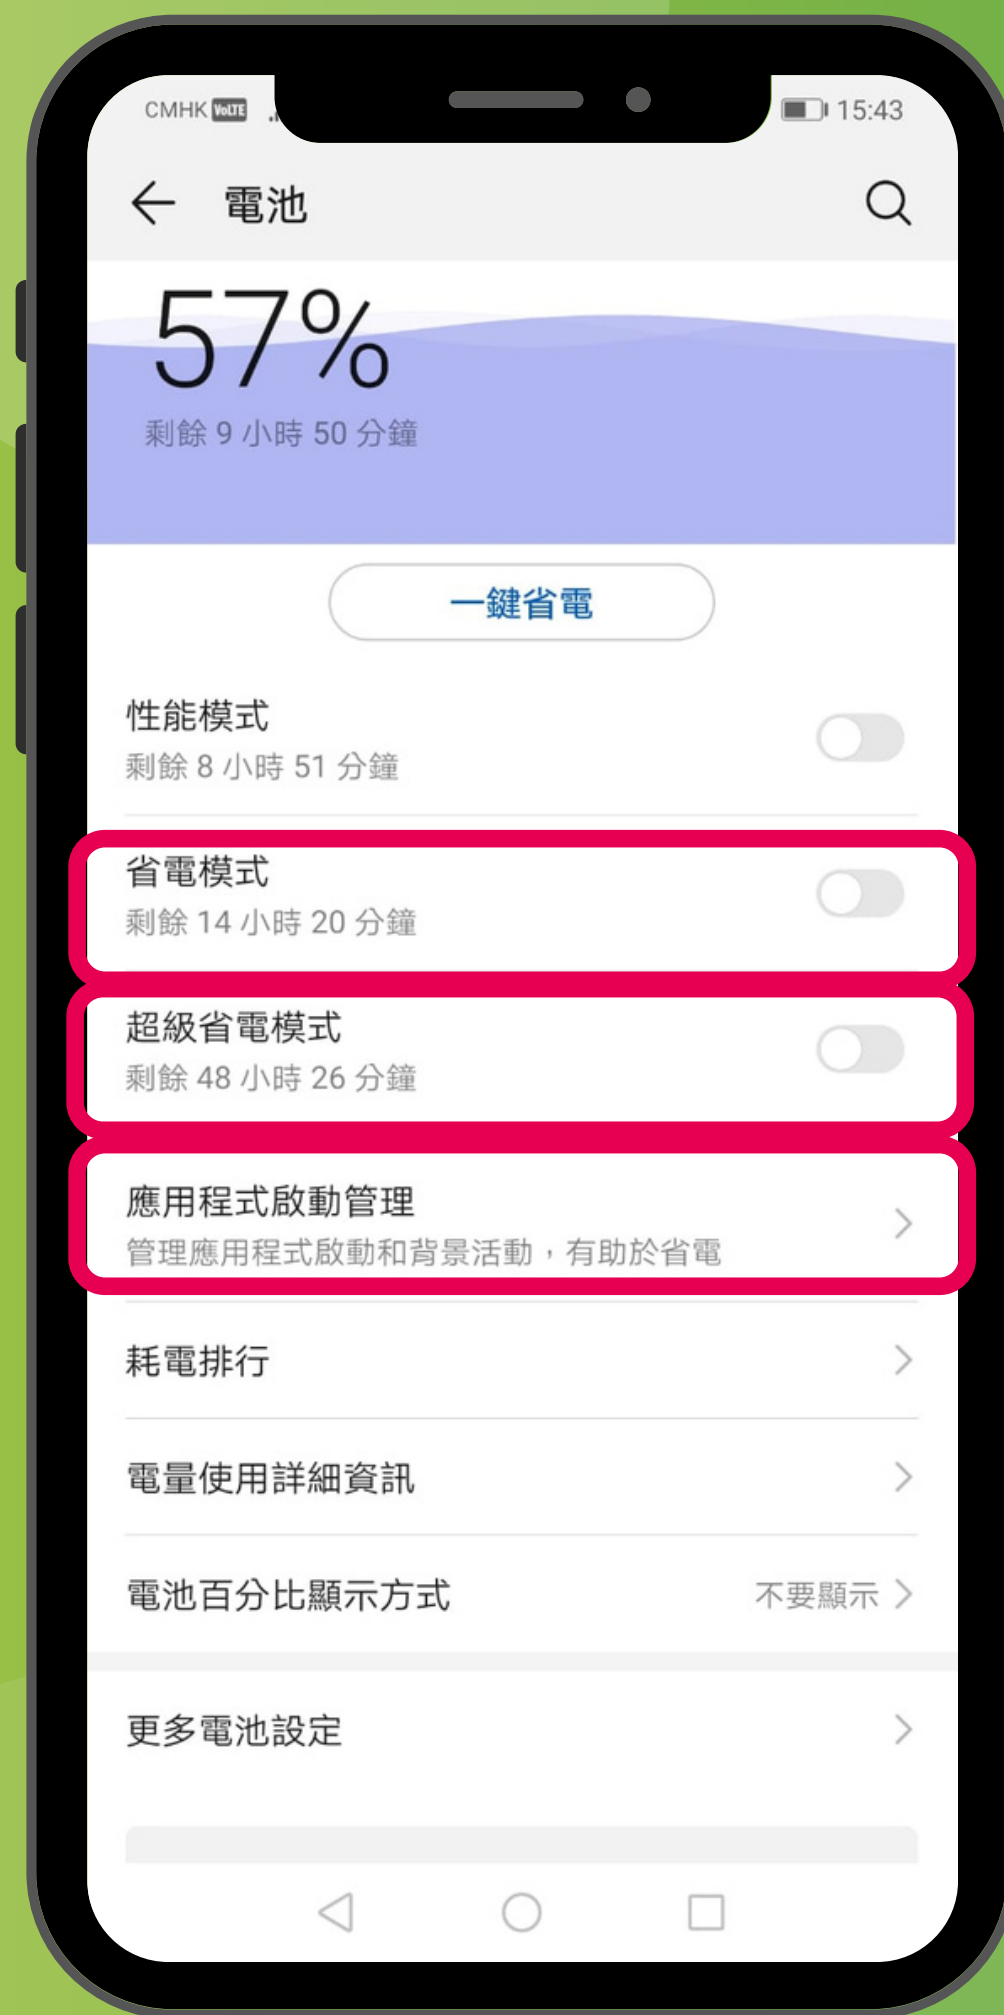 CMHK VoLTE
15:43
電池
57%
剩餘 9 小時 50 分鐘
一鍵省電
性能模式
剩餘 8 小時 51 分鐘
省電模式
剩餘 14 小時 20 分鐘
超級省電模式
剩餘 48 小時 26 分鐘
應用程式啟動管理
管理應用程式啟動和背景活動，有助於省電
耗電排行
電量使用詳細資訊
電池百分比顯示方式
不要顯示
更多電池設定